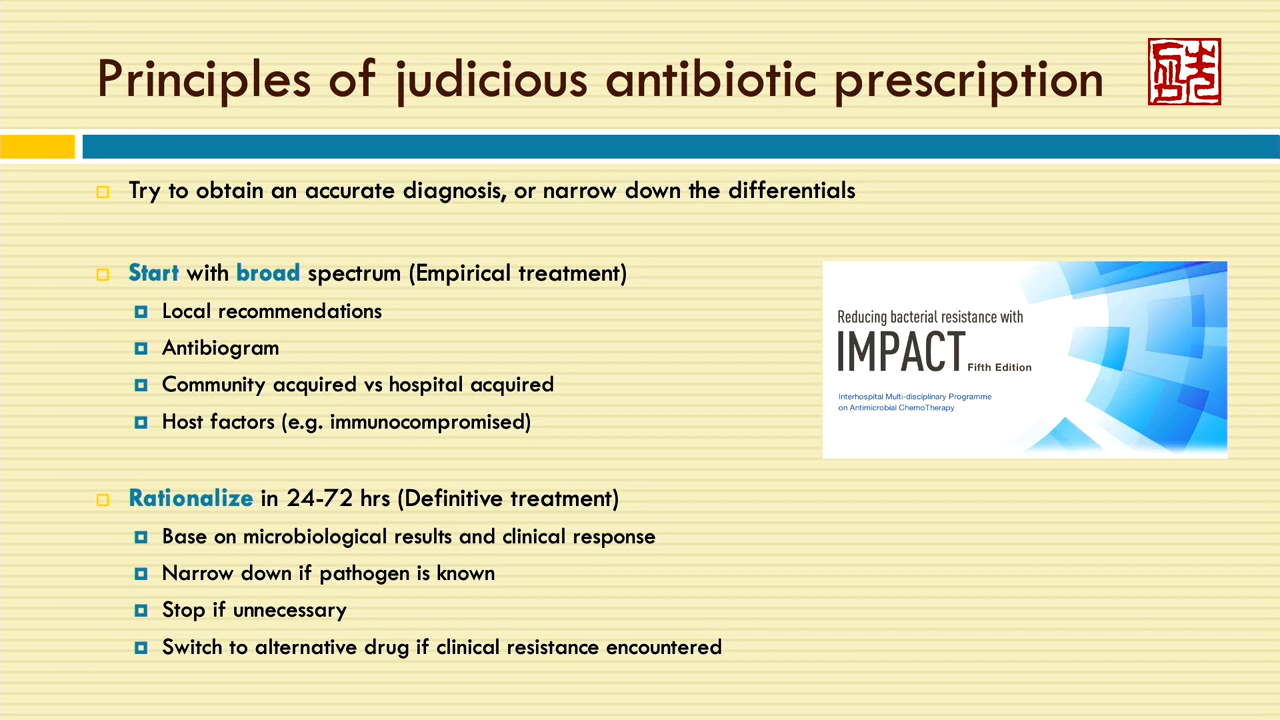 Principles of judicious antibiotic prescription
Try to obtain an accurate diagnosis, or narrow down the differentials
Start with broad spectrum (Empirical treatment)
Local recommendations
Antibiogram
Community acquired vs hospital acquired
Host factors (e.g. immunocompromised)
Reducing bacterial resistance with
IMPACT Fifth Edition
Interhospital Multi-disciplinary Programme
on Antimicrobial ChemoTherapy
Rationalize in 24-72 hrs (Definitive treatment)
Base on microbiological results and clinical response
Narrow down if pathogen is known
Stop if unnecessary
Switch to alternative drug if clinical resistance encountered